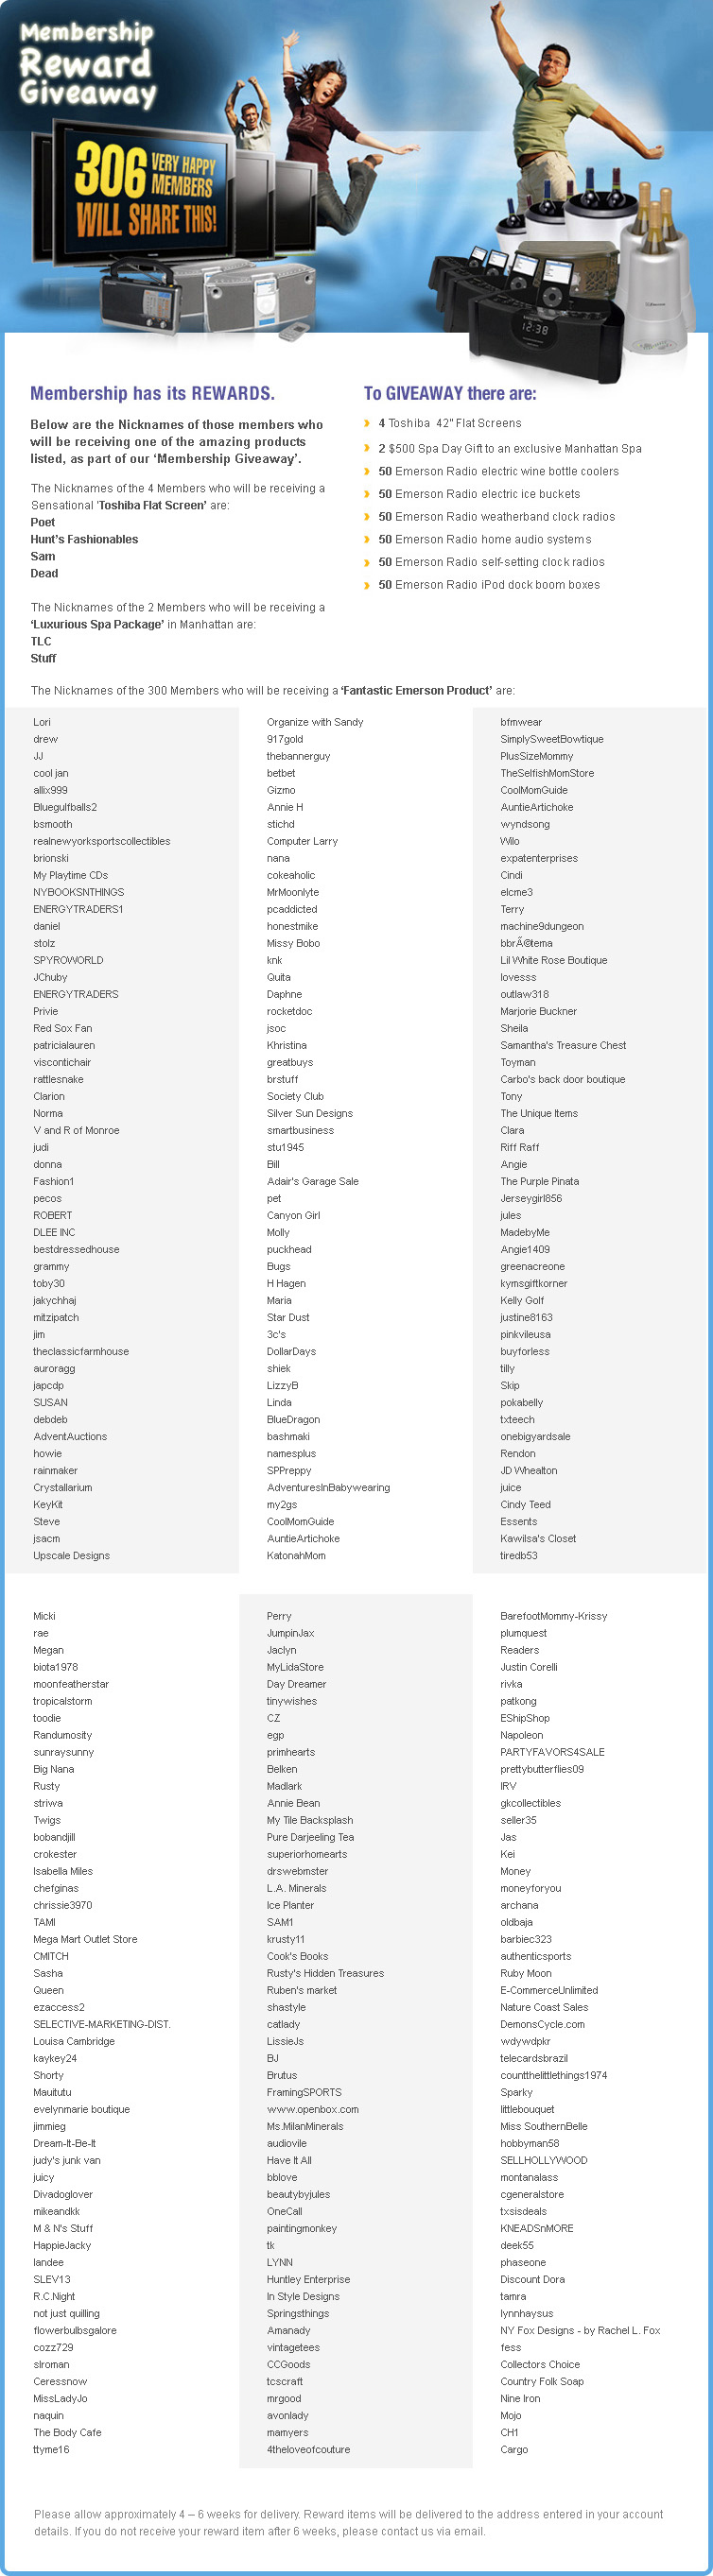 Membership
Reward
Giveaway
306 VERY HAPPY
MEMBERS
WILL SHARE THIS!
12:38
Membership has its REWARDS.
Below are the Nicknames of those members who
will be receiving one of the amazing products
listed, as part of our ‘Membership Giveaway’.
The Nicknames of the 4 Members who will be receiving a
Sensational ‘Toshiba Flat Screen’ are:
Poet
Hunt's Fashionables
Sam
Dead
The Nicknames of the 2 Members who will be receiving a
‘Luxurious Spa Package’ in Manhattan are:
TLC
Stuff
To GIVEAWAY there are:
4 Toshiba 42" Flat Screens
2 $500 Spa Day Gift to an exclusive Manhattan Spa
50 Emerson Radio electric wine bottle coolers
50 Emerson Radio electric ice buckets
50 Emerson Radio weatherband clock radios
50 Emerson Radio home audio systems
50 Emerson Radio self-setting clock radios
50 Emerson Radio iPod dock boom boxes
The Nicknames of the 300 Members who will be receiving a ‘Fantastic Emerson Product’ are:
Lori
drew
JJ
cool jan
allix999
Bluegulfballs2
bsmooth
realnewyorksportscollectibles
brionski
My Playtime CDs
NYBOOKSNTHINGS
ENERGYTRADERS1
daniel
stolz
SPYROWORLD
JChuby
ENERGYTRADERS
Privie
Red Sox Fan
patricialauren
viscontichair
rattlesnake
Clarion
Norma
V and R of Monroe
judi
donna
Fashion1
pecos
ROBERT
DLEE INC
bestdressedhouse
grammy
toby30
jakychhaj
mitzipatch
jim
theclassicfarmhouse
auroragg
japcdp
SUSAN
debdeb
AdventAuctions
howie
rainmaker
Crystallarium
KeyKit
Steve
jsacm
Upscale Designs
Organize with Sandy
917gold
thebannerguy
betbet
Gizmo
Annie H
stichd
Computer Larry
nana
cokeaholic
MrMoonlyte
pcaddicted
honestmike
Missy Bobo
knk
Quita
Daphne
rocketdoc
jsoc
Khristina
greatbuys
brstuff
Society Club
Silver Sun Designs
smartbusiness
stu1945
Bill
Adair's Garage Sale
pet
Canyon Girl
Molly
puckhead
Bugs
H Hagen
Maria
Star Dust
3c's
DollarDays
shiek
LizzyB
Linda
BlueDragon
bashmaki
namesplus
SPPreppy
AdventuresInBabywearing
my2gs
CoolMomGuide
AuntieArtichoke
KatonahMom
bfmwear
SimplySweetBowtique
PlusSizeMommy
TheSelfishMomStore
CoolMomGuide
AuntieArtichoke
wyndsong
Wilo
expatenterprises
Cindi
elcme3
Terry
machine9dungeon
bbrÃ©tema
Lil White Rose Boutique
lovesss
outlaw318
Marjorie Buckner
Sheila
Samantha's Treasure Chest
Toyman
Carbo's back door boutique
Tony
The Unique Items
Clara
Riff Raff
Angie
The Purple Pinata
Jerseygirl856
jules
MadebyMe
Angie1409
greenacreone
kymsgiftkorner
Kelly Golf
justine8163
pinkvileusa
buyforless
tilly
Skip
pokabelly
txteech
onebigyardsale
Rendon
JD Whealton
juice
Cindy Teed
Essents
Kawilsa's Closet
tiredb53
Micki
rae
Megan
biota1978
moonfeatherstar
tropicalstorm
toodie
Randumosity
sunraysunny
Big Nana
Rusty
striwa
Twigs
bobandjill
crokester
Isabella Miles
chefginas
chrissie3970
TAMI
Mega Mart Outlet Store
CMITCH
Sasha
Queen
ezaccess2
SELECTIVE-MARKETING-DIST.
Louisa Cambridge
kaykey24
Shorty
Mauitutu
evelynmarie boutique
jimmieg
Dream-It-Be-It
judy's junk van
juicy
Divadoglover
mikeandkk
M & N's Stuff
HappieJacky
landee
SLEV13
R.C.Night
not just quilling
flowerbulbsgalore
cozz729
slroman
Ceressnow
MissLadyJo
naquin
The Body Cafe
ttyme16
Perry
JumpinJax
Jaclyn
MyLidaStore
Day Dreamer
tinywishes
CZ
egp
primhearts
Belken
Madlark
Annie Bean
My Tile Backsplash
Pure Darjeeling Tea
superiorhomearts
drswebmster
L.A. Minerals
Ice Planter
SAM1
krusty11
Cook's Books
Rusty's Hidden Treasures
Ruben's market
shastyle
catlady
LissieJs
BJ
Brutus
FramingSPORTS
www.openbox.com
Ms.MilanMinerals
audiovile
Have It All
bblove
beautybyjules
OneCall
paintingmonkey
tk
LYNN
Huntley Enterprise
In Style Designs
Springsthings
Amanady
vintagetees
CCGoods
tcscraft
mrgood
avonlady
mamyers
4theloveofcouture
BarefootMommy-Krissy
plumquest
Readers
Justin Corelli
rivka
patkong
EShipShop
Napoleon
PARTYFAVORS4SALE
prettybutterflies09
IRV
gkcollectibles
seller35
Jas
Kei
Money
moneyforyou
archana
oldbaja
barbiec323
authenticsports
Ruby Moon
E-CommerceUnlimited
Nature Coast Sales
DemonsCycle.com
wdywdpkr
telecardsbrazil
countthelittlethings1974
Sparky
littlebouquet
Miss SouthernBelle
hobbyman58
SELLHOLLYWOOD
montanalass
cgeneralstore
txsisdeals
KNEADSnMORE
deek55
phaseone
Discount Dora
tamra
lynnhaysus
NY Fox Designs - by Rachel L. Fox
fess
Collectors Choice
Country Folk Soap
Nine Iron
Mojo
CH1
Cargo
Please allow approximately 4 – 6 weeks for delivery. Reward items will be delivered to the address entered in your account
details. If you do not receive your reward item after 6 weeks, please contact us via email.